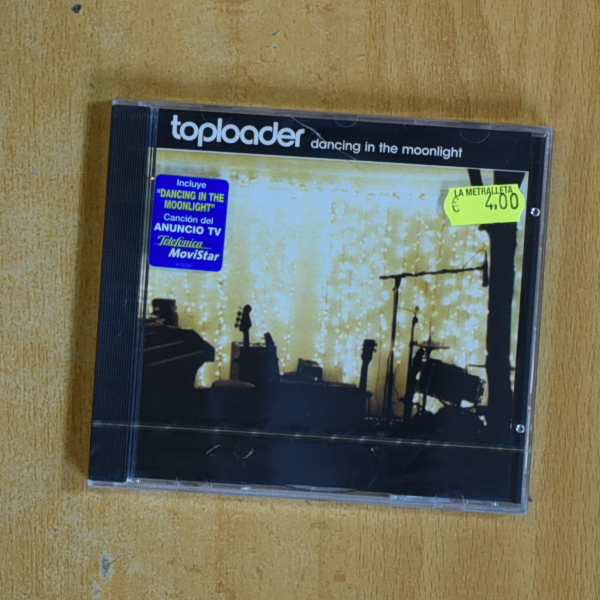 toploader dancing in the moonlight
LA METRALLETA
€ 4,00
Incluye
"DANCING IN THE
MOONLIGHT"
Canción del
ANUNCIO TV
Telefónica
MoviStar